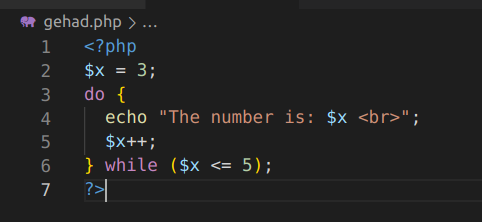 gehad.php > ...
1 <?php
2 $x = 3;
3 do {
4   echo "The number is: $x <br>";
5   $x++;
6 } while ($x <= 5);
7 ?>